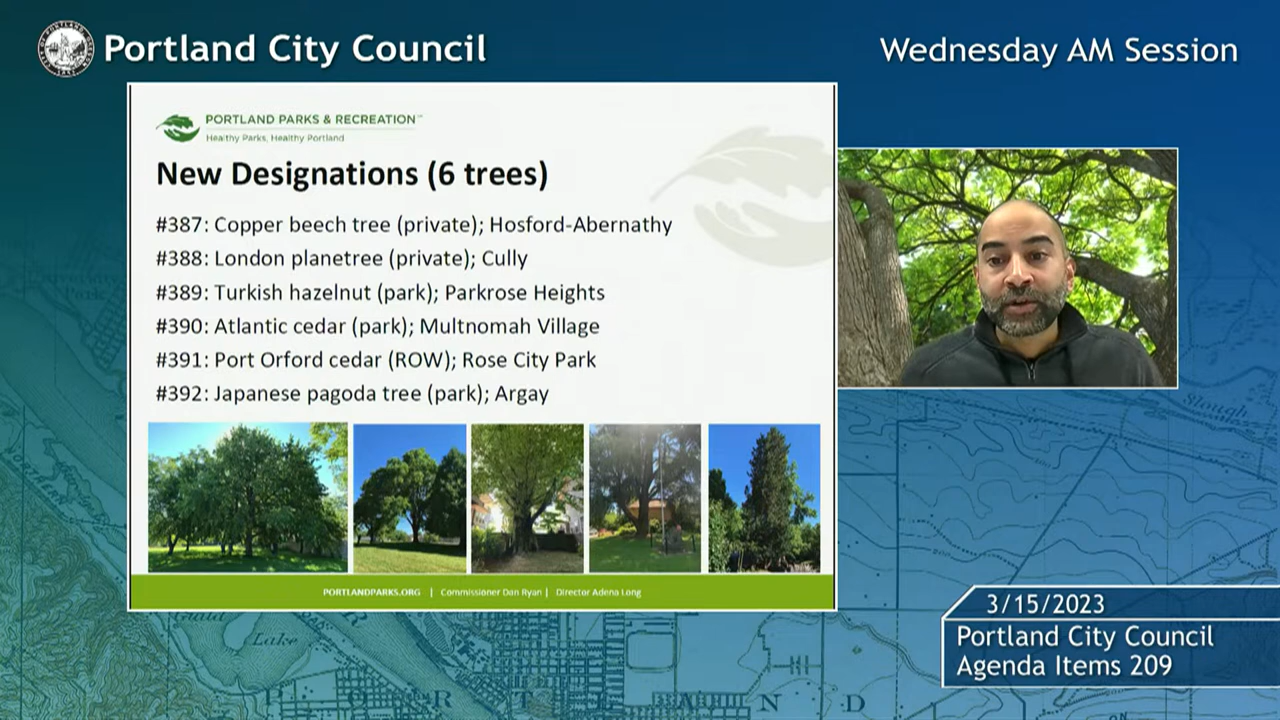 Portland City Council
Wednesday AM Session
PORTLAND PARKS & RECREATION
Healthy Parks, Healthy Portland
New Designations (6 trees)
#387: Copper beech tree (private); Hosford-Abernathy
#388: London planetree (private); Cully
#389: Turkish hazelnut (park); Parkrose Heights
#390: Atlantic cedar (park); Multnomah Village
#391: Port Orford cedar (ROW); Rose City Park
#392: Japanese pagoda tree (park); Argay
PORTLANDPARKS.ORG | Commissioner Dan Ryan | Director Adena Long
Slough
3/15/2023
Portland City Council
Agenda Items 209
Guild
Lake